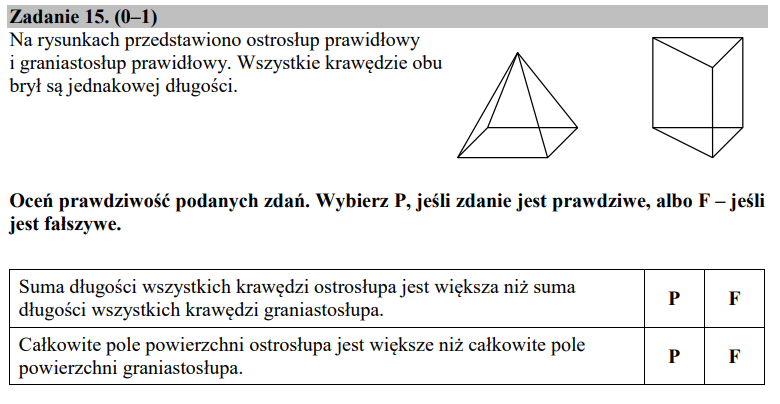 Zadanie 15. (0–1)
Na rysunkach przedstawiono ostrosłup prawidłowy
i graniastosłup prawidłowy. Wszystkie krawędzie obu
brył są jednakowej długości.
Oceń prawdziwość podanych zdań. Wybierz P, jeśli zdanie jest prawdziwe, albo F – jeśli
jest fałszywe.
Suma długości wszystkich krawędzi ostrosłupa jest większa niż suma
długości wszystkich krawędzi graniastosłupa.
P
F
Całkowite pole powierzchni ostrosłupa jest większe niż całkowite pole
powierzchni graniastosłupa.
P
F